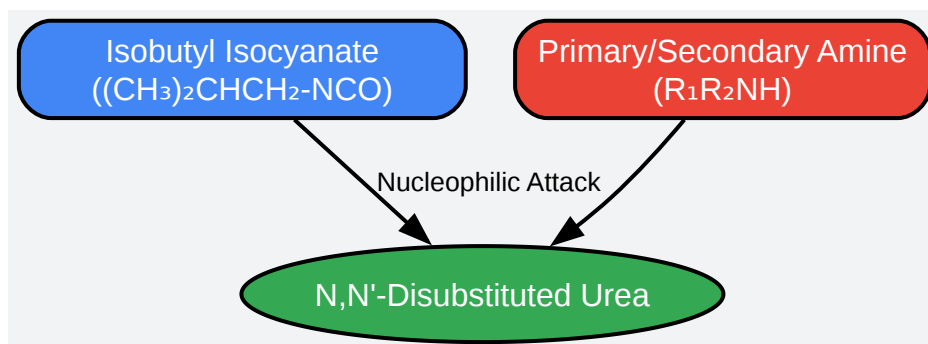 Isobutyl Isocyanate
((CH₃)₂CHCH₂-NCO)
Primary/Secondary Amine
(R₁R₂NH)
Nucleophilic Attack
N,N'-Disubstituted Urea